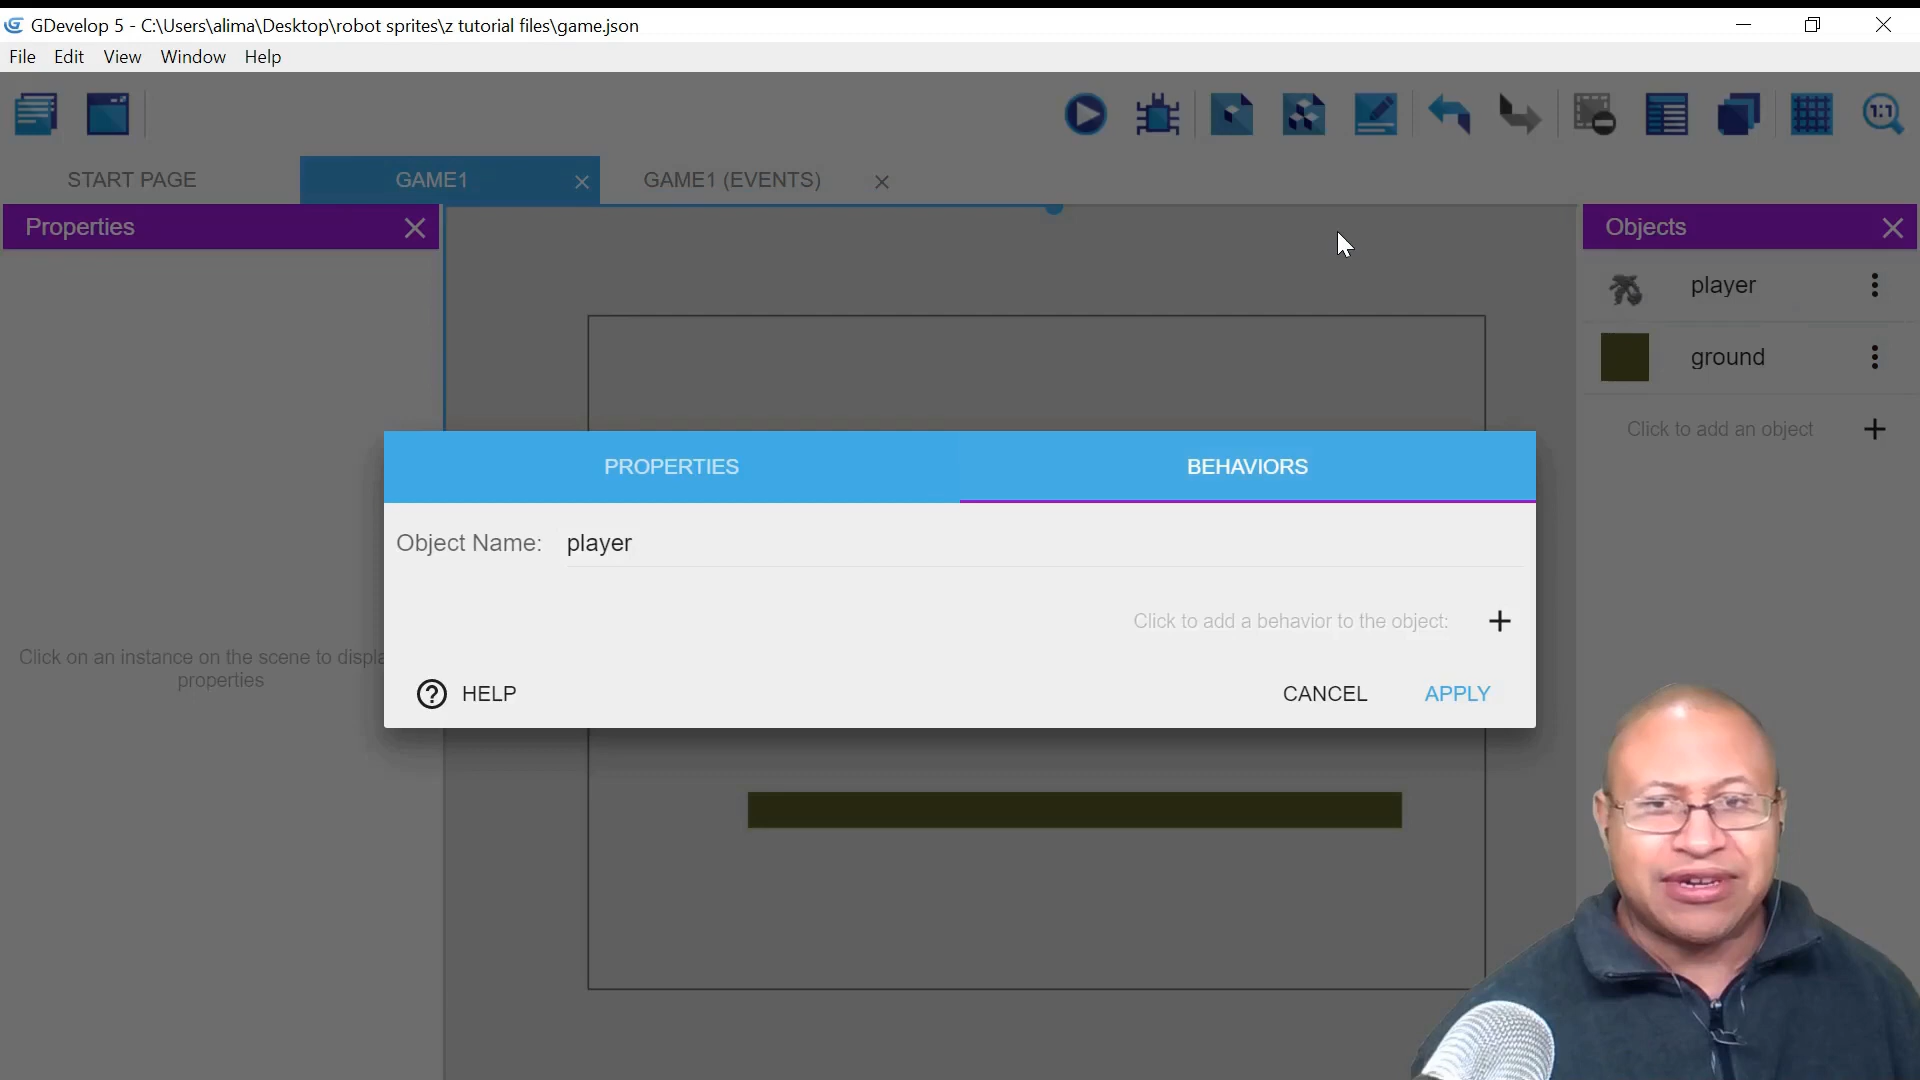 GDevelop 5 - C:\Users\alima\Desktop\robot sprites\z tutorial files\game.json
File Edit View Window Help
1:1
START PAGE
GAME1
GAME1 (EVENTS)
Properties
Objects
player
ground
Click to add an object
PROPERTIES
BEHAVIORS
Object Name: player
Click to add a behavior to the object:
Click on an instance on the scene to displa
properties
? HELP
CANCEL
APPLY